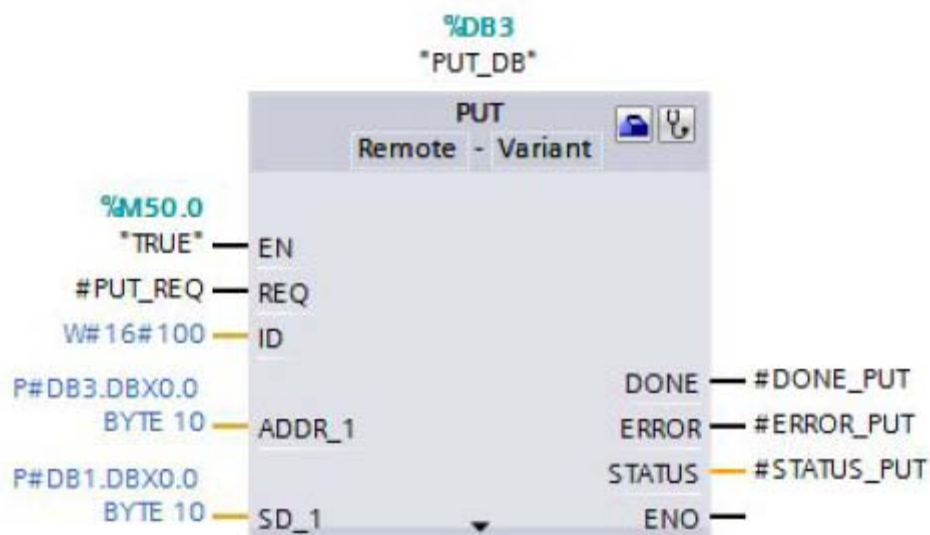 %DB3
"PUT_DB"
PUT
Remote - Variant
%M50.0
"TRUE"
EN
#PUT_REQ
REQ
W#16#100
ID
P#DB3.DBX0.0
BYTE 10
ADDR_1
P#DB1.DBX0.0
BYTE 10
SD_1
DONE
#DONE_PUT
ERROR
#ERROR_PUT
STATUS
#STATUS_PUT
ENO